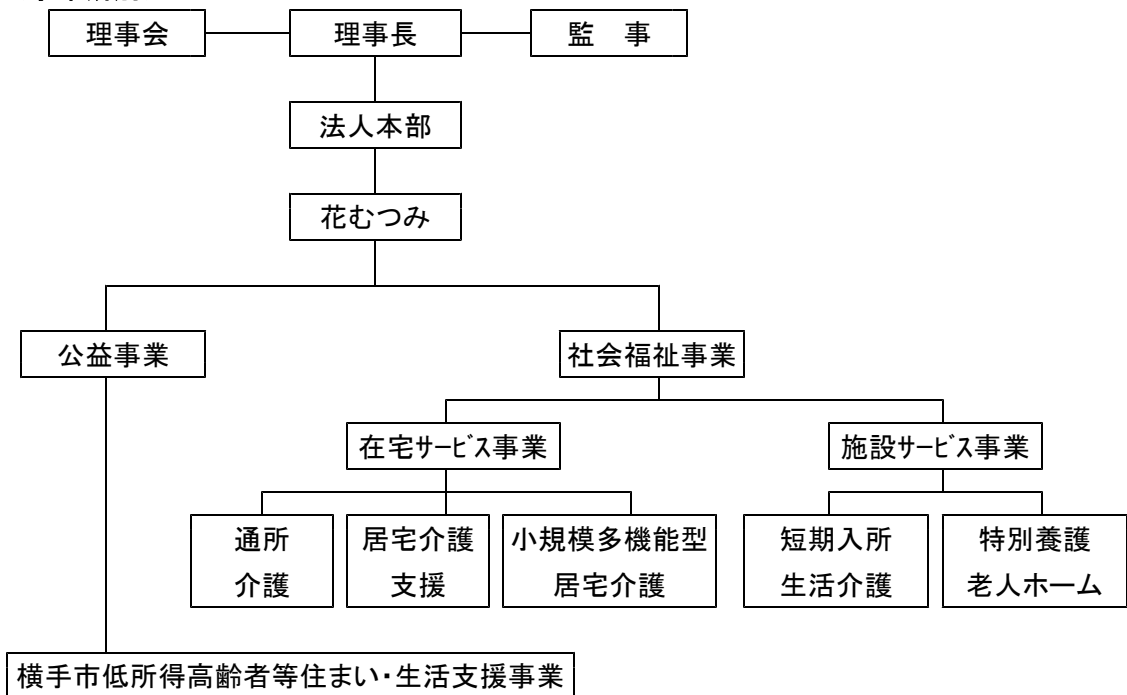 理事会 理事長 監　事
法人本部
花むつみ
公益事業 社会福祉事業
在宅ｻｰﾋﾞｽ事業 施設ｻｰﾋﾞｽ事業
通所
介護
居宅介護
支援
小規模多機能型
居宅介護
短期入所
生活介護
特別養護
老人ホーム
横手市低所得高齢者等住まい・生活支援事業